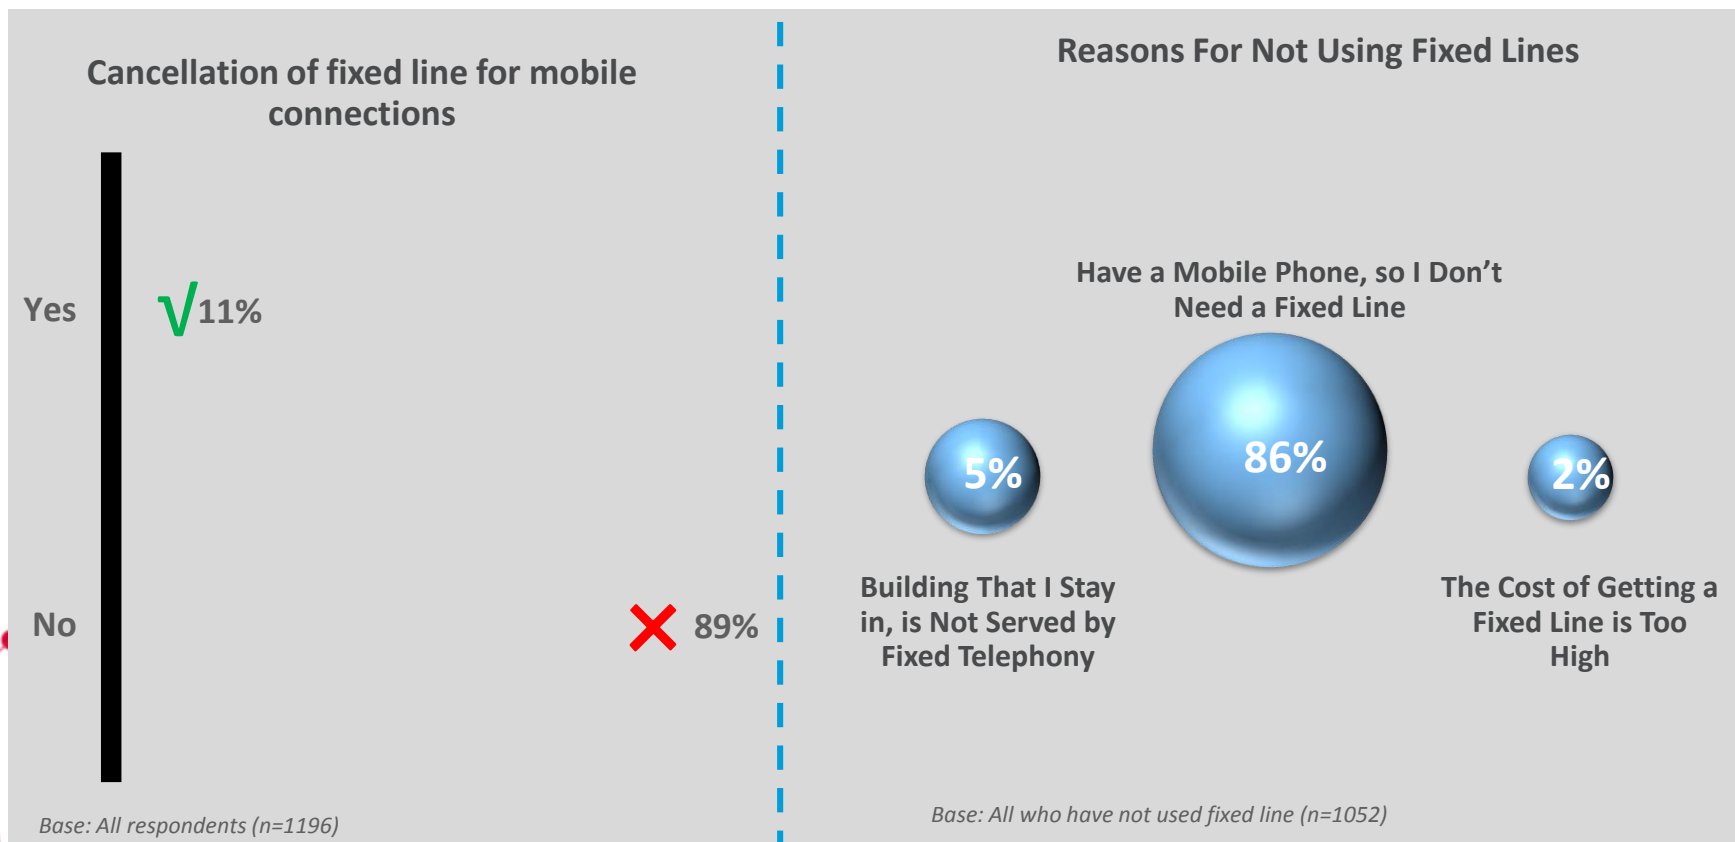 Cancellation of fixed line for mobile
connections
Yes
√11%
No
89%
Base: All respondents (n=1196)
Reasons For Not Using Fixed Lines
Have a Mobile Phone, so I Don’t
Need a Fixed Line
5%
86%
2%
Building That I Stay
in, is Not Served by
Fixed Telephony
The Cost of Getting a
Fixed Line is Too
High
Base: All who have not used fixed line (n=1052)